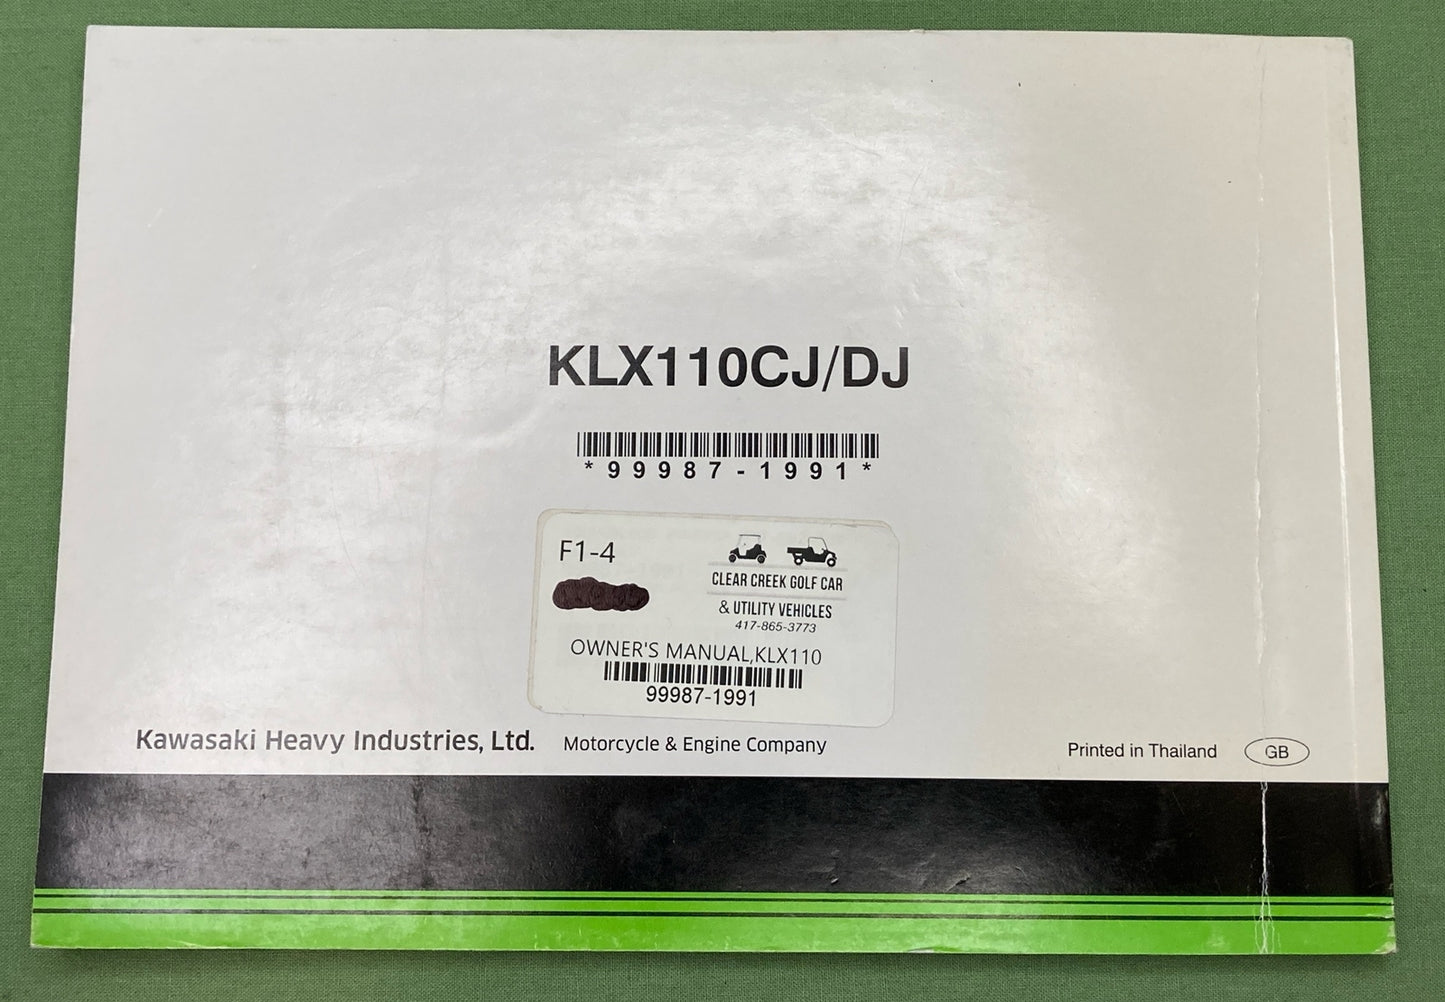 KLX110CJ/DJ
*99987-1991*
F1-4
CLEAR CREEK GOLF CAR
& UTILITY VEHICLES
417-865-3773
OWNER'S MANUAL,KLX110
99987-1991
Kawasaki Heavy Industries, Ltd. Motorcycle & Engine Company
Printed in Thailand GB